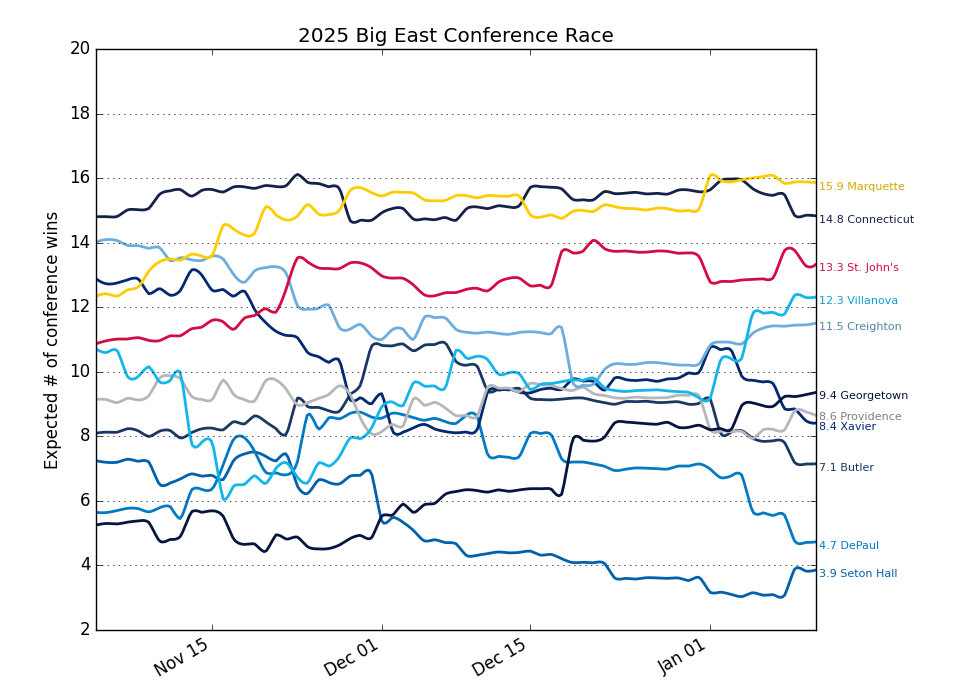 2025 Big East Conference Race
Expected # of conference wins
20
18
16
14
12
10
8
6
4
2
15.9 Marquette
14.8 Connecticut
13.3 St. John's
12.3 Villanova
11.5 Creighton
9.4 Georgetown
8.6 Providence
8.4 Xavier
7.1 Butler
4.7 DePaul
3.9 Seton Hall
Nov 15
Dec 01
Dec 15
Jan 01